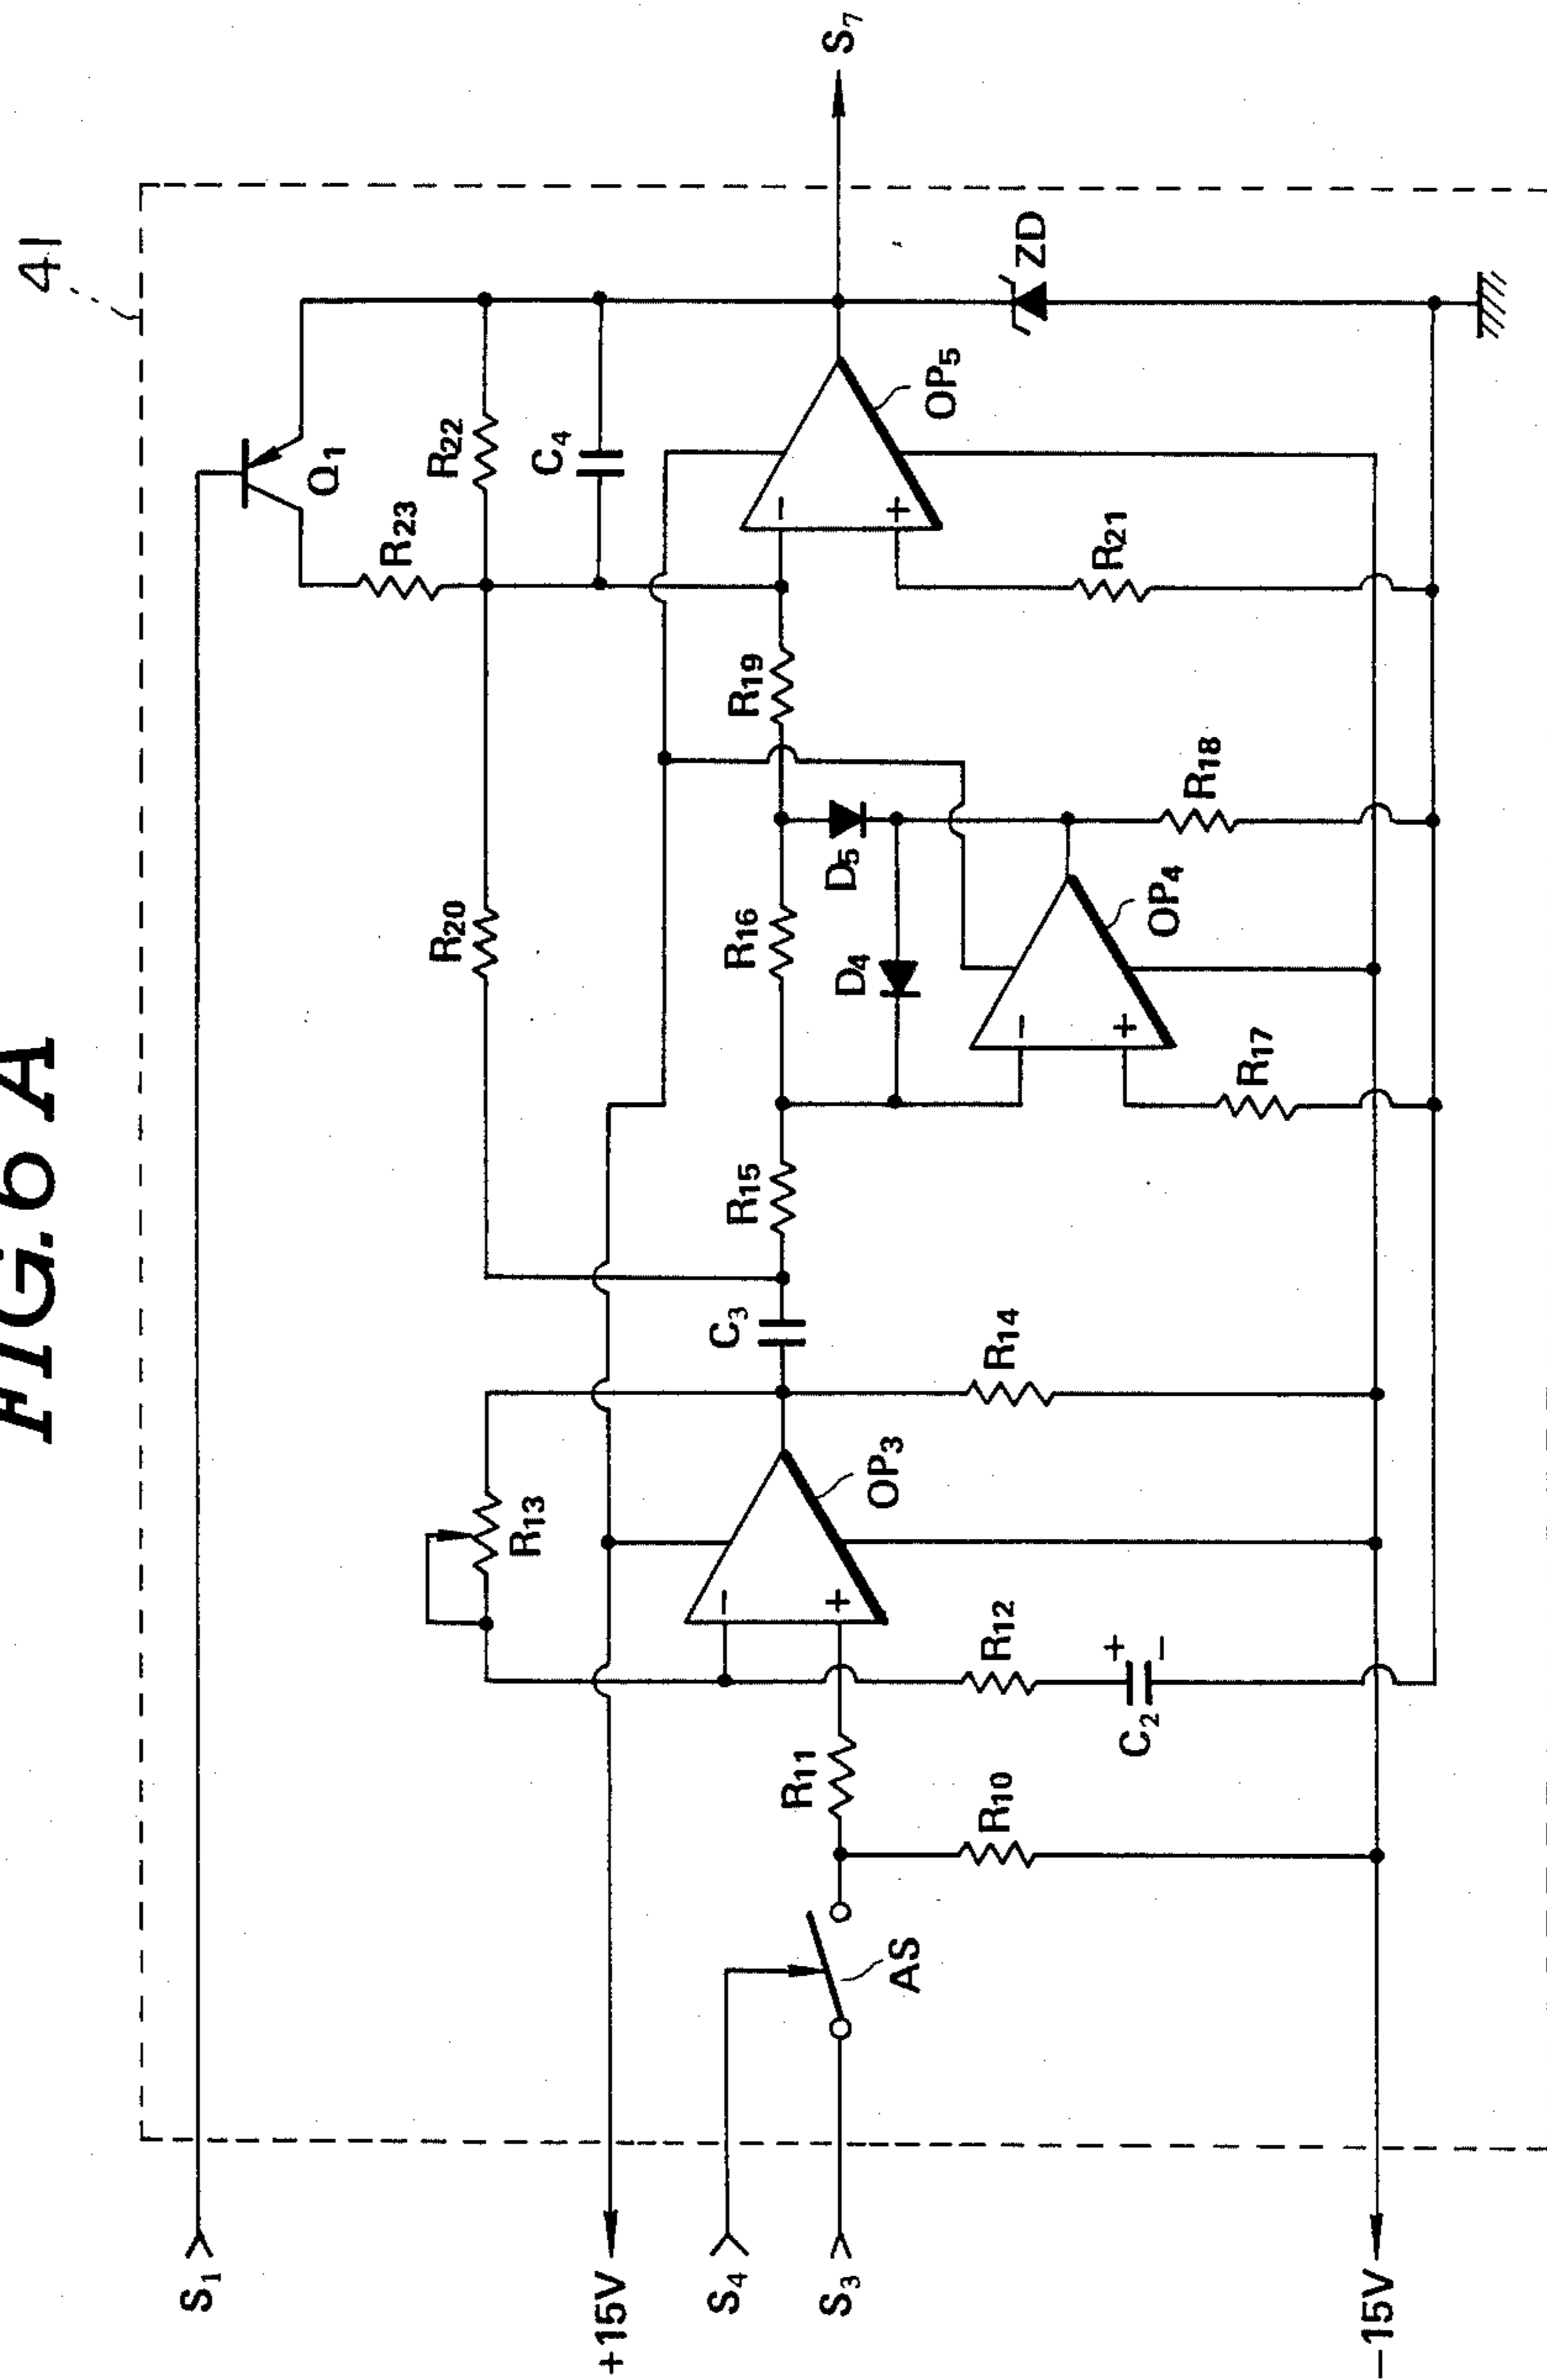 FIG. 6 A
41
S1
Q1
R23
R22
C4
R20
R13
+15V
S4
S3
AS
R11
R10
R12
C2
+
−
−
+
OP3
C3
R14
R15
R16
R19
D5
D4
−
+
OP4
R17
R18
−
+
OP5
R21
ZD
S7
−15V